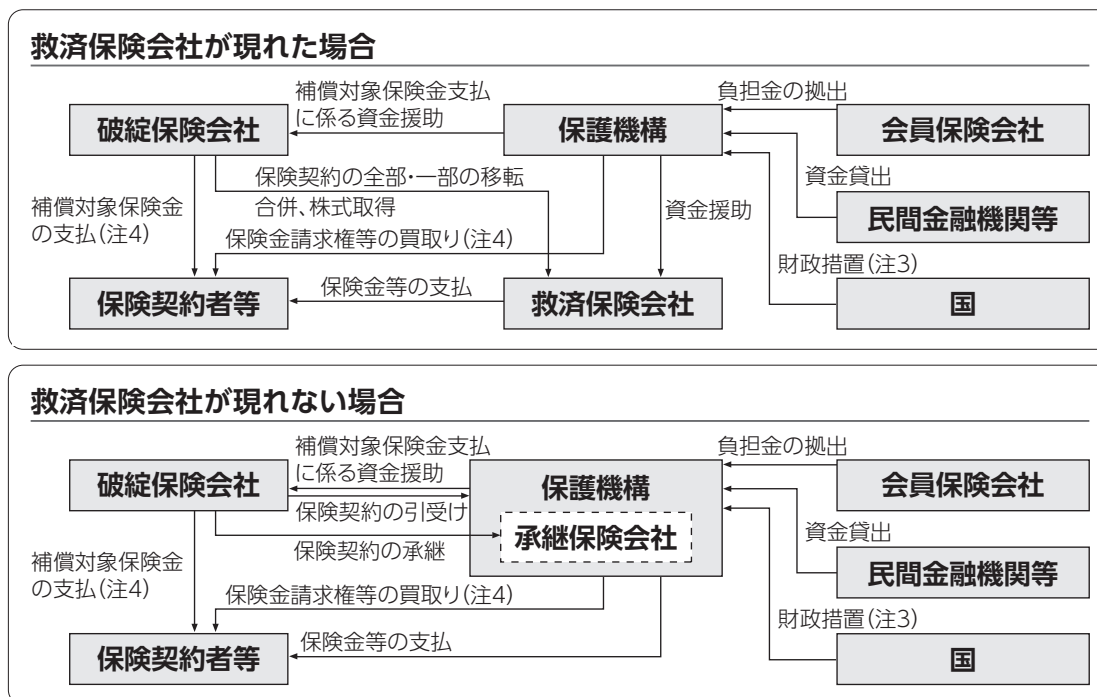 救済保険会社が現れた場合
補償対象保険金支払
に係る資金援助
負担金の拠出
破綻保険会社
保護機構
会員保険会社
保険契約の全部・一部の移転
合併、株式取得
資金貸出
補償対象保険金
の支払(注4)
資金援助
民間金融機関等
保険金請求権等の買取り(注4)
財政措置(注3)
保険契約者等
保険金等の支払
救済保険会社
国
救済保険会社が現れない場合
補償対象保険金支払
に係る資金援助
負担金の拠出
破綻保険会社
保護機構
会員保険会社
保険契約の引受け
承継保険会社
保険契約の承継
資金貸出
補償対象保険金
の支払(注4)
民間金融機関等
保険金請求権等の買取り(注4)
財政措置(注3)
保険契約者等
保険金等の支払
国